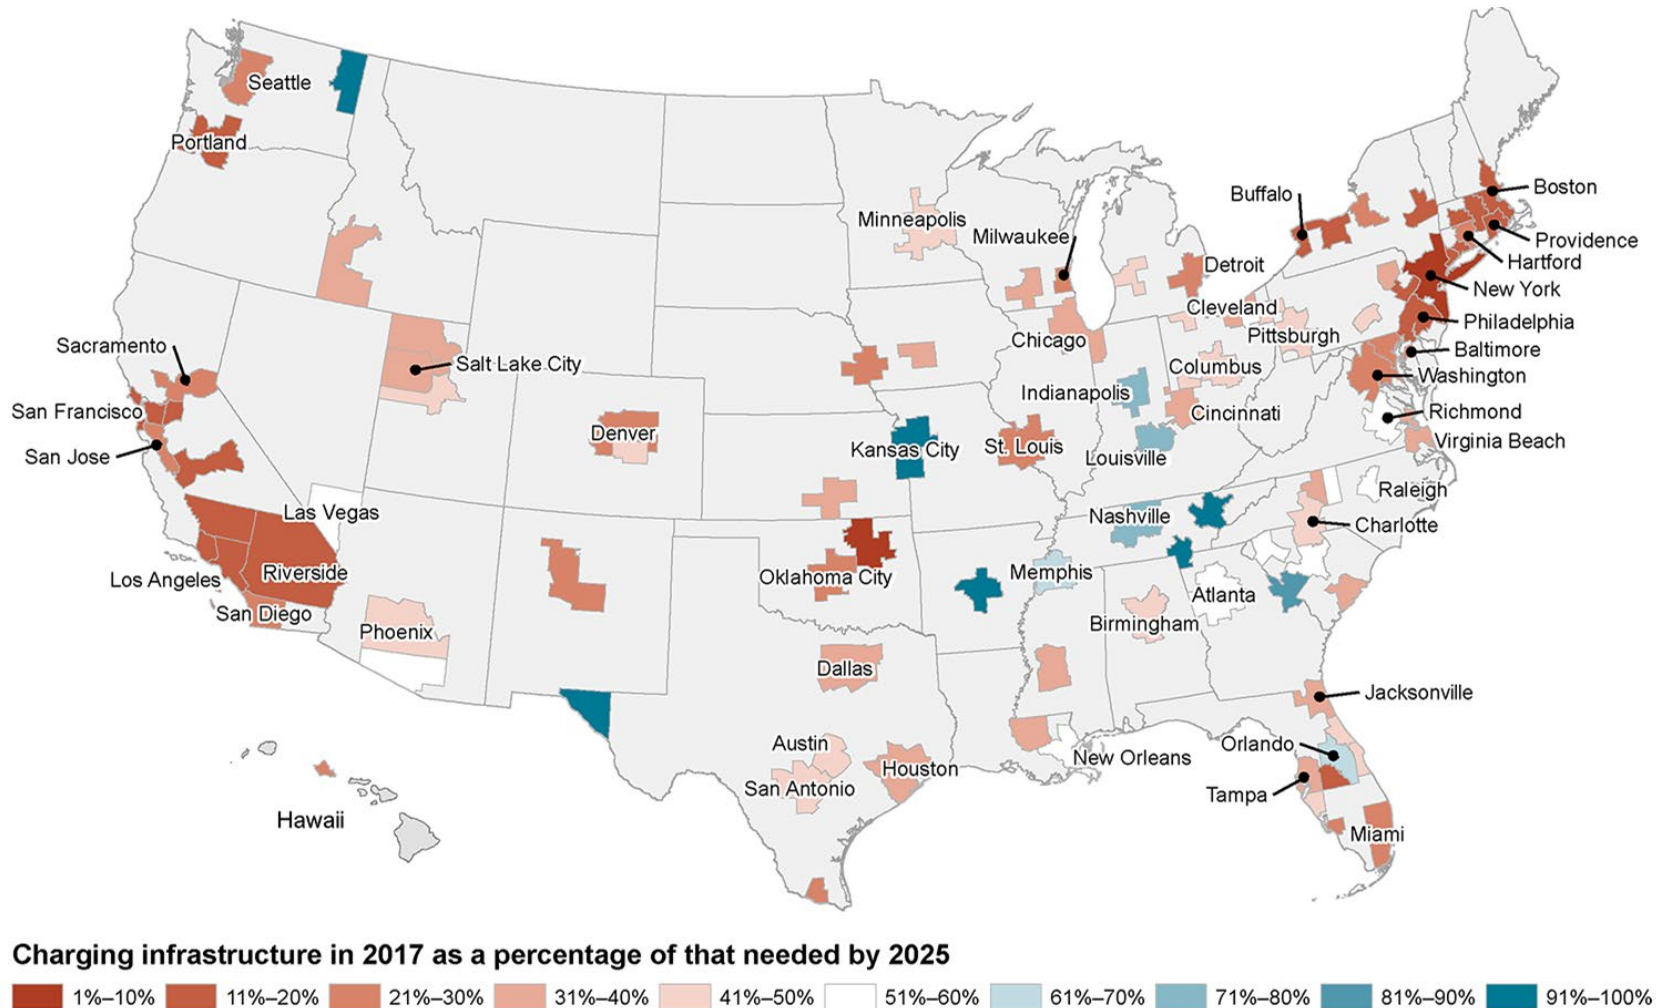 Seattle
Portland
Minneapolis
Milwaukee
Buffalo
Boston
Providence
Hartford
Detroit
New York
Cleveland
Philadelphia
Chicago
Pittsburgh
Baltimore
Sacramento
Salt Lake City
Columbus
Washington
Indianapolis
San Francisco
Cincinnati
Richmond
Denver
Kansas City
St. Louis
Virginia Beach
San Jose
Louisville
Raleigh
Las Vegas
Nashville
Charlotte
Los Angeles
Riverside
Oklahoma City
Memphis
Atlanta
San Diego
Phoenix
Birmingham
Dallas
Jacksonville
Austin
Orlando
New Orleans
Houston
San Antonio
Tampa
Hawaii
Miami
Charging infrastructure in 2017 as a percentage of that needed by 2025
1%–10% 11%–20% 21%–30% 31%–40% 41%–50% 51%–60% 61%–70% 71%–80% 81%–90% 91%–100%